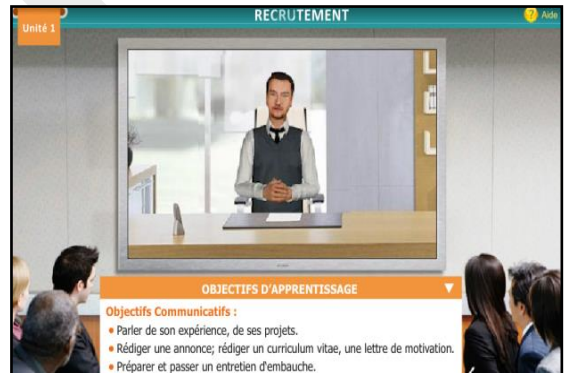 RECRUTEMENT
Aide
Unité 1
OBJECTIFS D'APPRENTISSAGE
Objectifs Communicatifs :
• Parler de son expérience, de ses projets.
• Rédiger une annonce; rédiger un curriculum vitae, une lettre de motivation.
• Préparer et passer un entretien d'embauche.